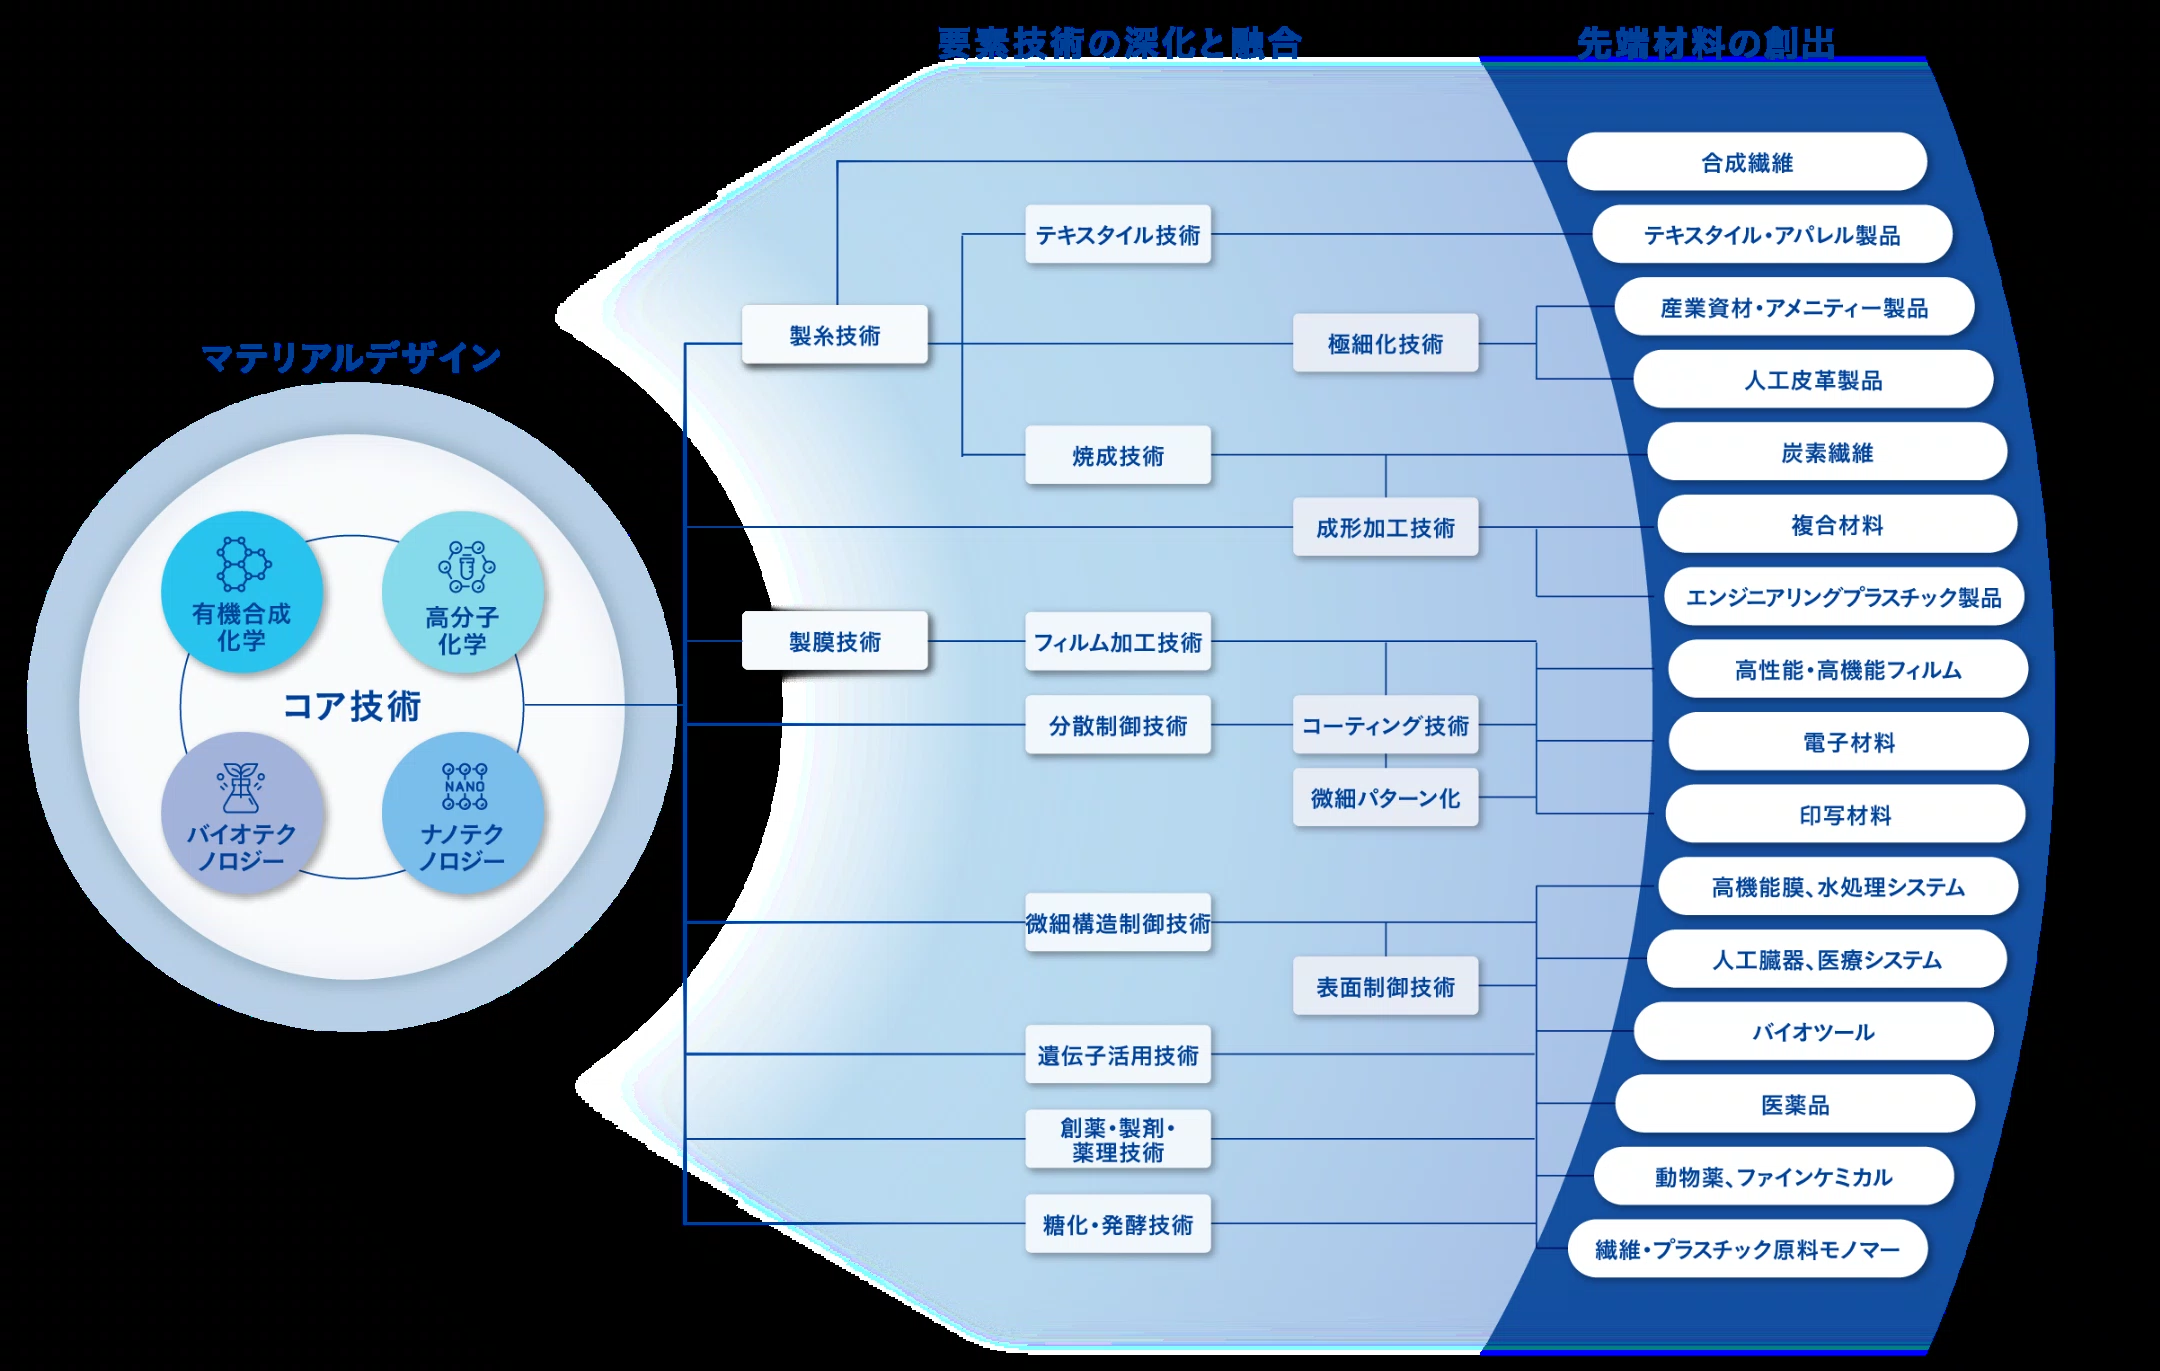 要素技術の深化と融合
先端材料の創出
マテリアルデザイン
有機合成
化学
高分子
化学
コア技術
バイオテク
ノロジー
NANO
ナノテク
ノロジー
製糸技術
製膜技術
テキスタイル技術
焼成技術
フィルム加工技術
分散制御技術
微細構造制御技術
遺伝子活用技術
創薬・製剤・
薬理技術
糖化・発酵技術
極細化技術
成形加工技術
コーティング技術
微細パターン化
表面制御技術
合成繊維
テキスタイル・アパレル製品
産業資材・アメニティー製品
人工皮革製品
炭素繊維
複合材料
エンジニアリングプラスチック製品
高性能・高機能フィルム
電子材料
印写材料
高機能膜、水処理システム
人工臓器、医療システム
バイオツール
医薬品
動物薬、ファインケミカル
繊維・プラスチック原料モノマー